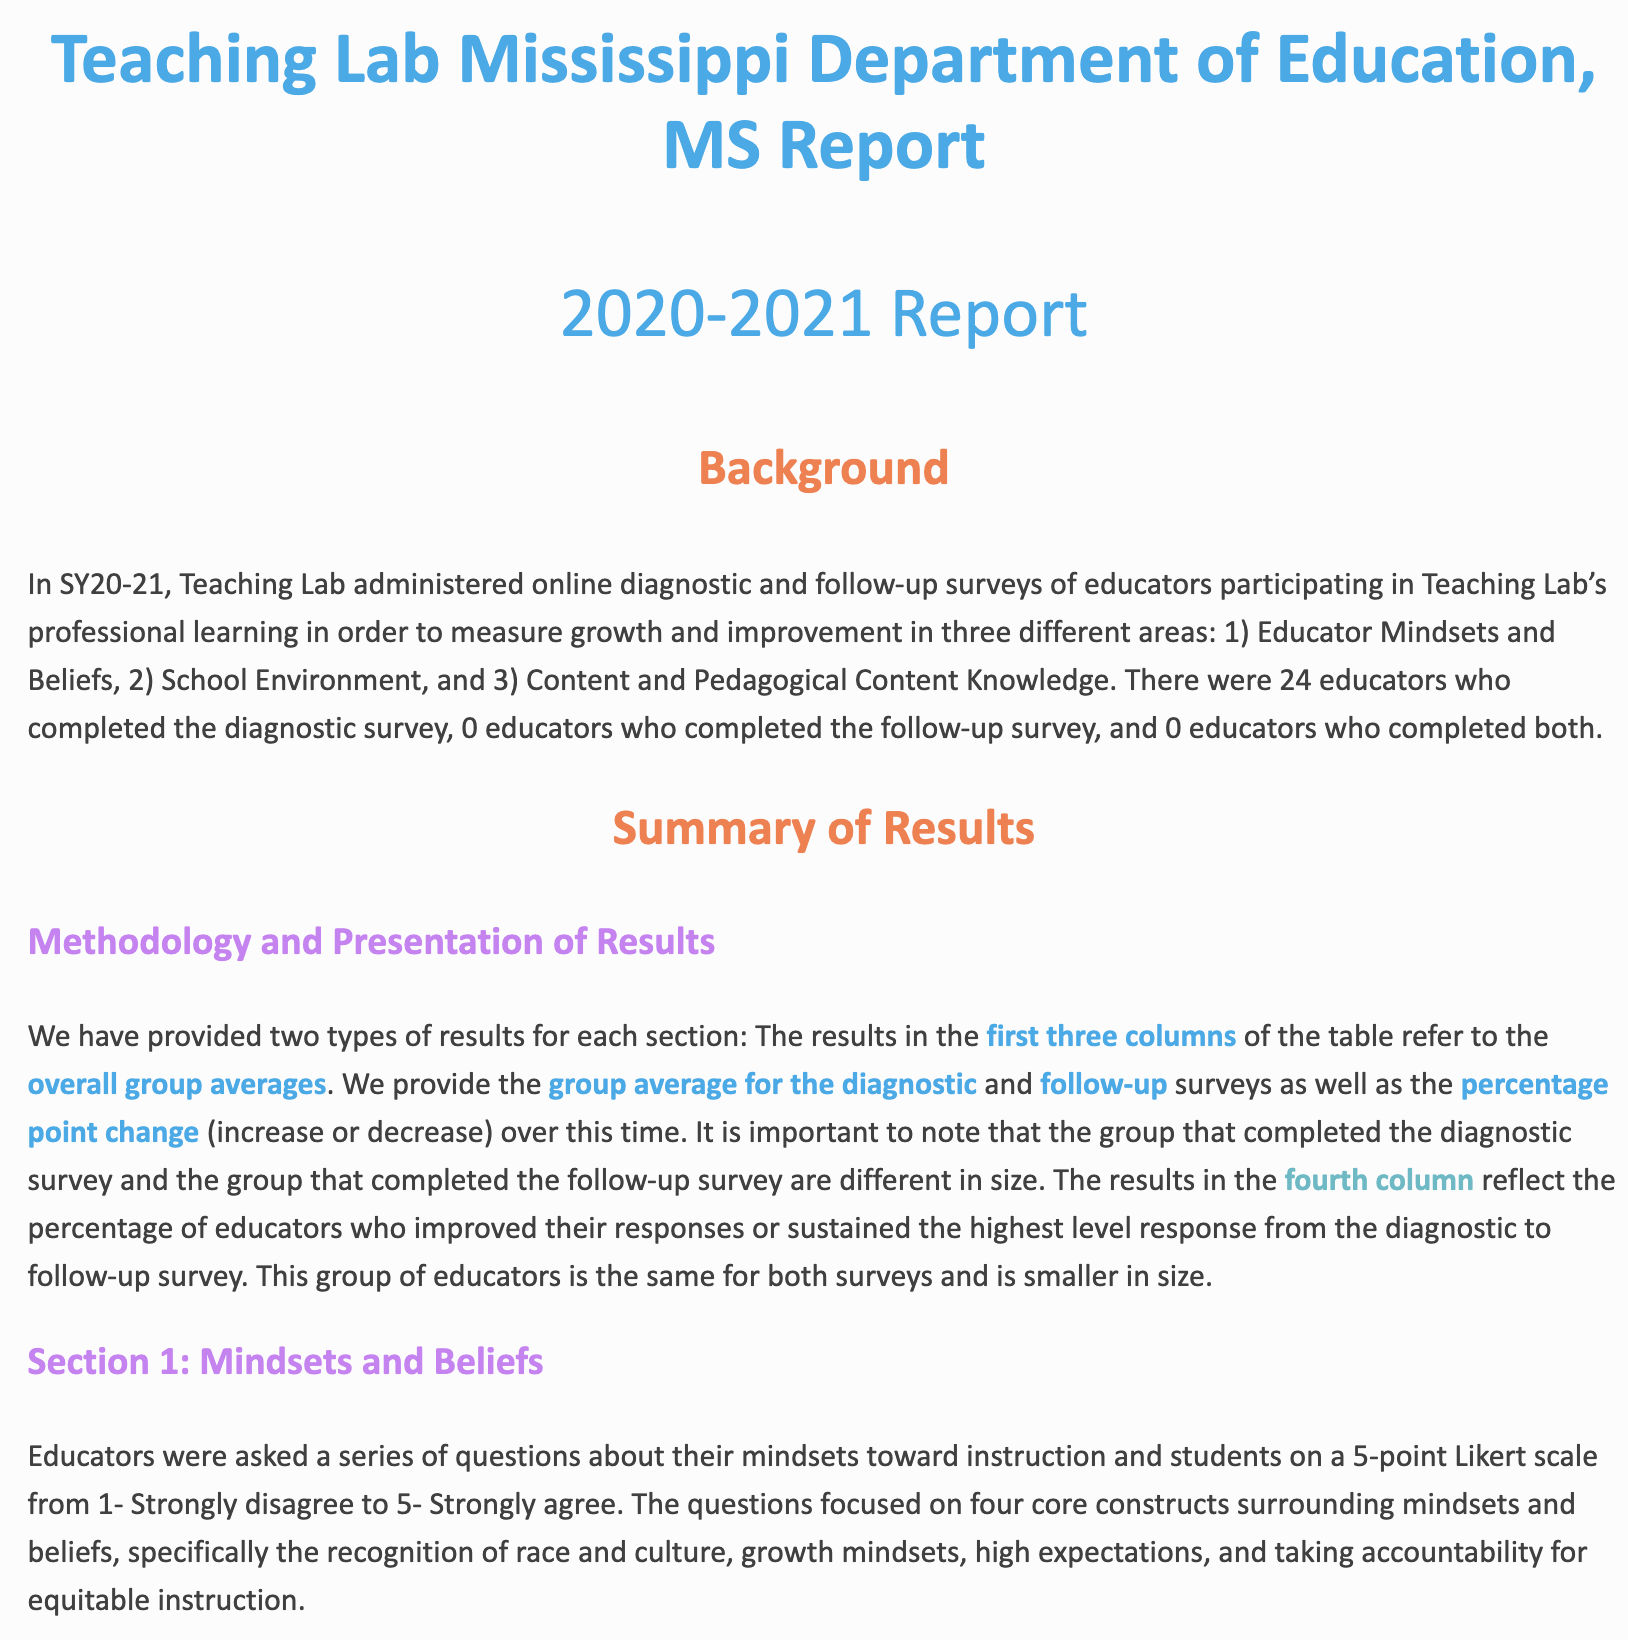 Teaching Lab Mississippi Department of Education,
MS Report
2020-2021 Report
Background
In SY20-21, Teaching Lab administered online diagnostic and follow-up surveys of educators participating in Teaching Lab’s
professional learning in order to measure growth and improvement in three different areas: 1) Educator Mindsets and
Beliefs, 2) School Environment, and 3) Content and Pedagogical Content Knowledge. There were 24 educators who
completed the diagnostic survey, 0 educators who completed the follow-up survey, and 0 educators who completed both.
Summary of Results
Methodology and Presentation of Results
We have provided two types of results for each section: The results in the first three columns of the table refer to the
overall group averages. We provide the group average for the diagnostic and follow-up surveys as well as the percentage
point change (increase or decrease) over this time. It is important to note that the group that completed the diagnostic
survey and the group that completed the follow-up survey are different in size. The results in the fourth column reflect the
percentage of educators who improved their responses or sustained the highest level response from the diagnostic to
follow-up survey. This group of educators is the same for both surveys and is smaller in size.
Section 1: Mindsets and Beliefs
Educators were asked a series of questions about their mindsets toward instruction and students on a 5-point Likert scale
from 1- Strongly disagree to 5- Strongly agree. The questions focused on four core constructs surrounding mindsets and
beliefs, specifically the recognition of race and culture, growth mindsets, high expectations, and taking accountability for
equitable instruction.